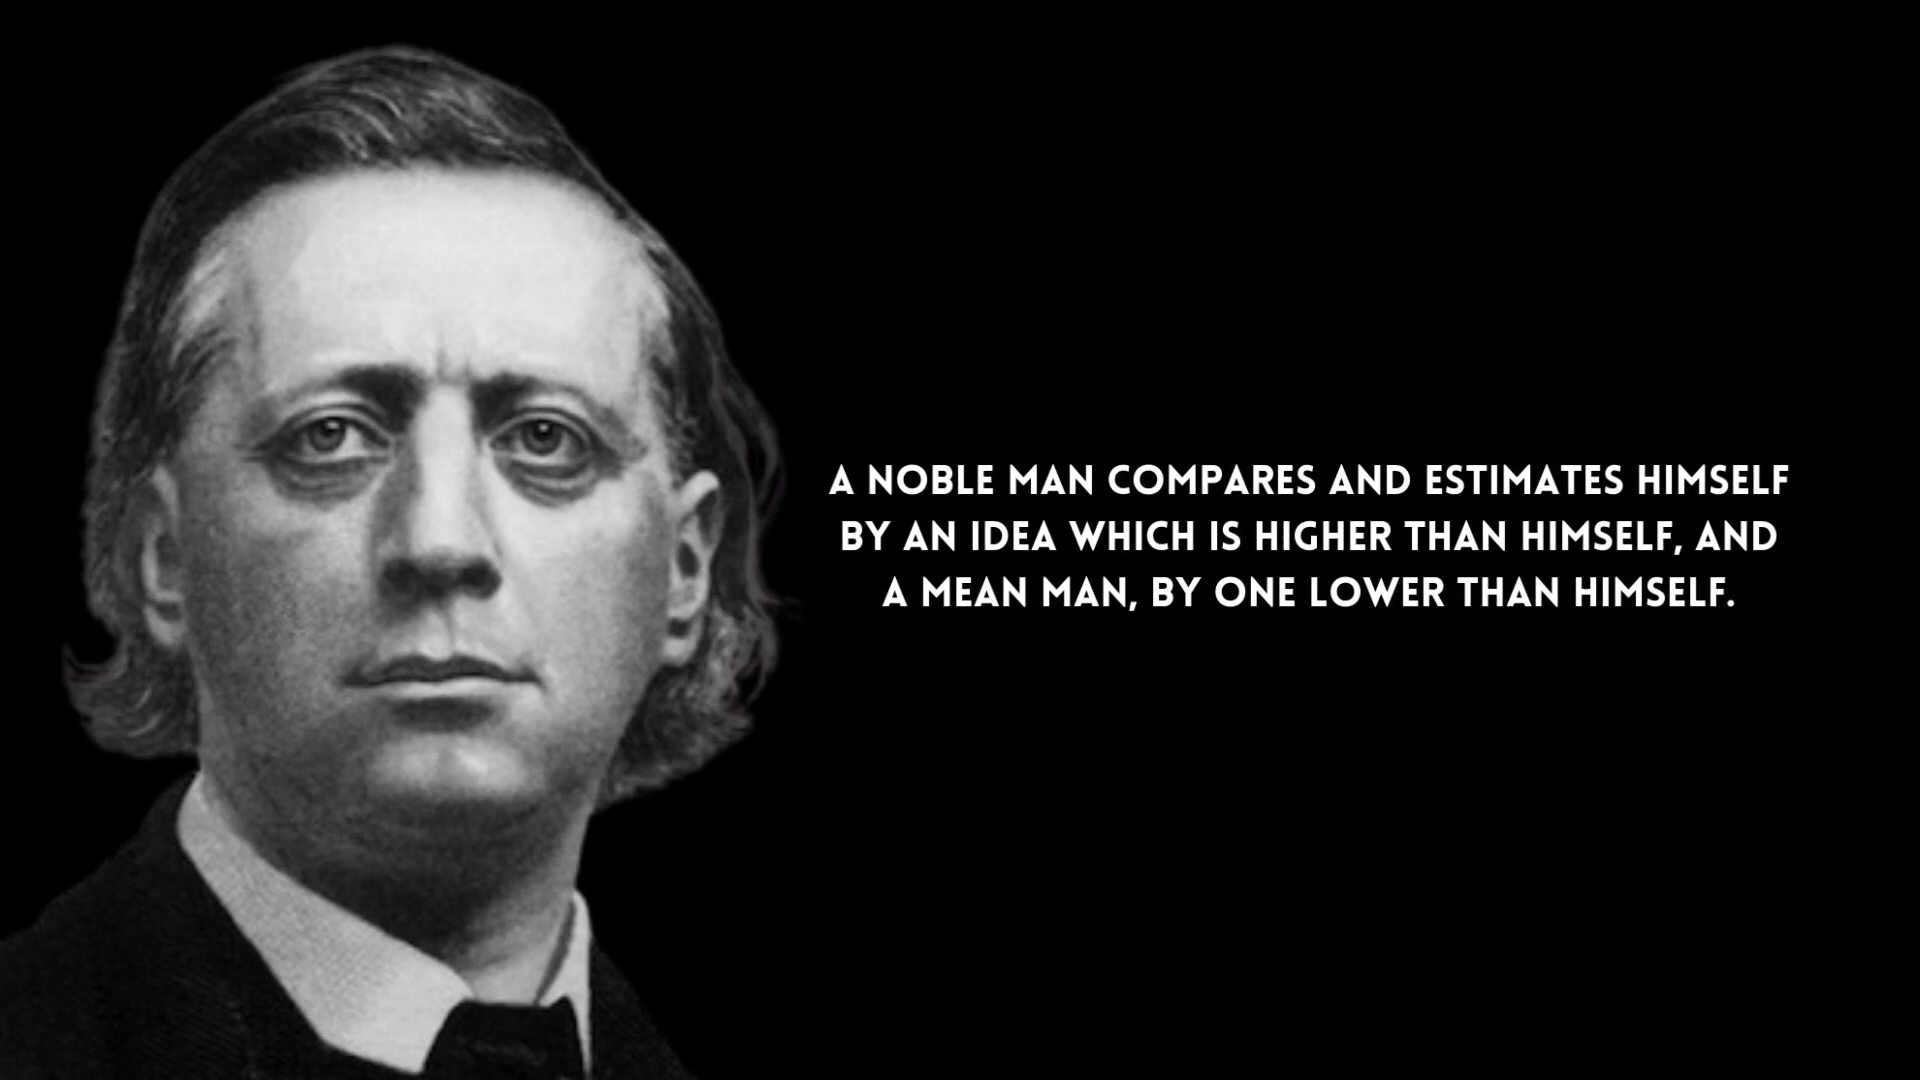 A NOBLE MAN COMPARES AND ESTIMATES HIMSELF
BY AN IDEA WHICH IS HIGHER THAN HIMSELF, AND
A MEAN MAN, BY ONE LOWER THAN HIMSELF.